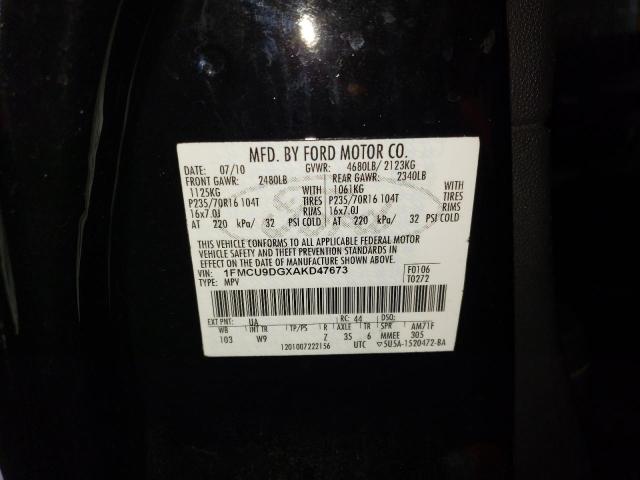 MFD. BY FORD MOTOR CO.
DATE: 07/10 GVWR: 4680LB/ 2123KG
FRONT GAWR: 2480LB REAR GAWR: 2340LB
1125KG WITH 1061KG WITH
P235/70R16 104T TIRES P235/70R16 104T TIRES
16x7.0J RIMS 16x7.0J RIMS
AT 220 kPa/ 32 PSI COLD AT 220 kPa/ 32 PSI COLD
THIS VEHICLE CONFORMS TO ALL APPLICABLE FEDERAL MOTOR
VEHICLE SAFETY AND THEFT PREVENTION STANDARDS IN
EFFECT ON THE DATE OF MANUFACTURE SHOWN ABOVE.
VIN: 1FMCU9DGXAKD47673 F0106
TYPE: MPV T0272
EXT PNT: UA RC: 44 DSO:
WB INT TR TP/PS R AXLE TR SPR AM71F
103 W9 Z 35 6 MMEE 305
1201007222156 UTC ▽5U5A-1520472-BA